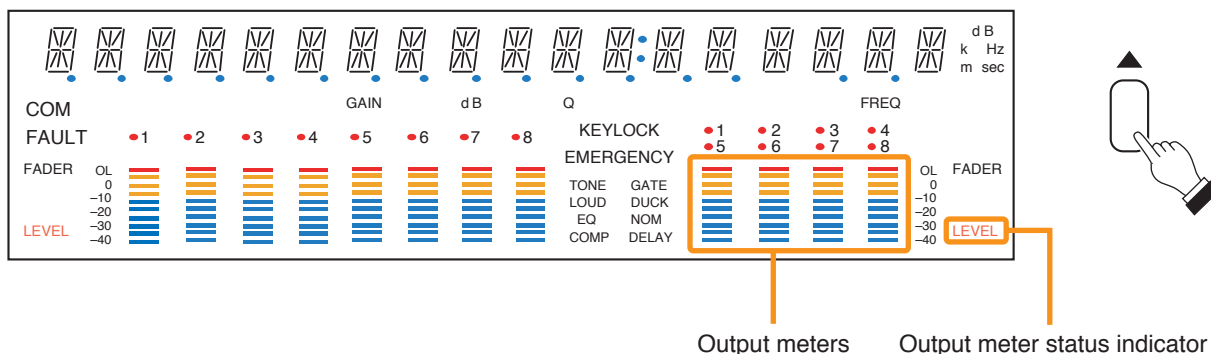 d B
k Hz
m sec
COM
GAIN d B Q FREQ
FAULT 1 2 3 4 5 6 7 8 KEYLOCK 1 2 3 4
EMERGENCY 5 6 7 8
FADER OL TONE GATE OL FADER
0 0
–10 LOUD DUCK –10
–20 EQ NOM –20
–30 –30
LEVEL –40 COMP DELAY –40 LEVEL
Output meters Output meter status indicator